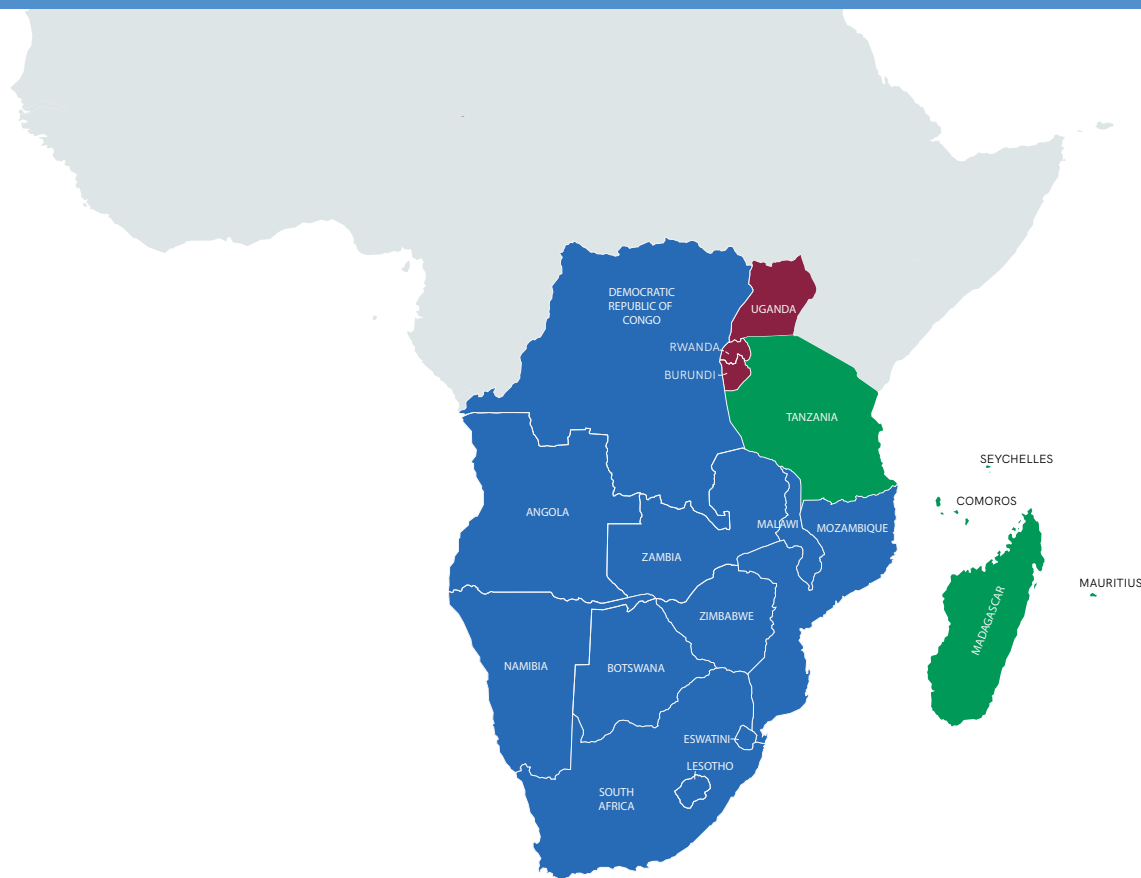 DEMOCRATIC
REPUBLIC OF
CONGO
UGANDA
RWANDA
BURUNDI
TANZANIA
SEYCHELLES
COMOROS
ANGOLA
MALAWI
MOZAMBIQUE
ZAMBIA
MAURITIUS
ZIMBABWE
MADAGASCAR
NAMIBIA
BOTSWANA
ESWATINI
LESOTHO
SOUTH
AFRICA